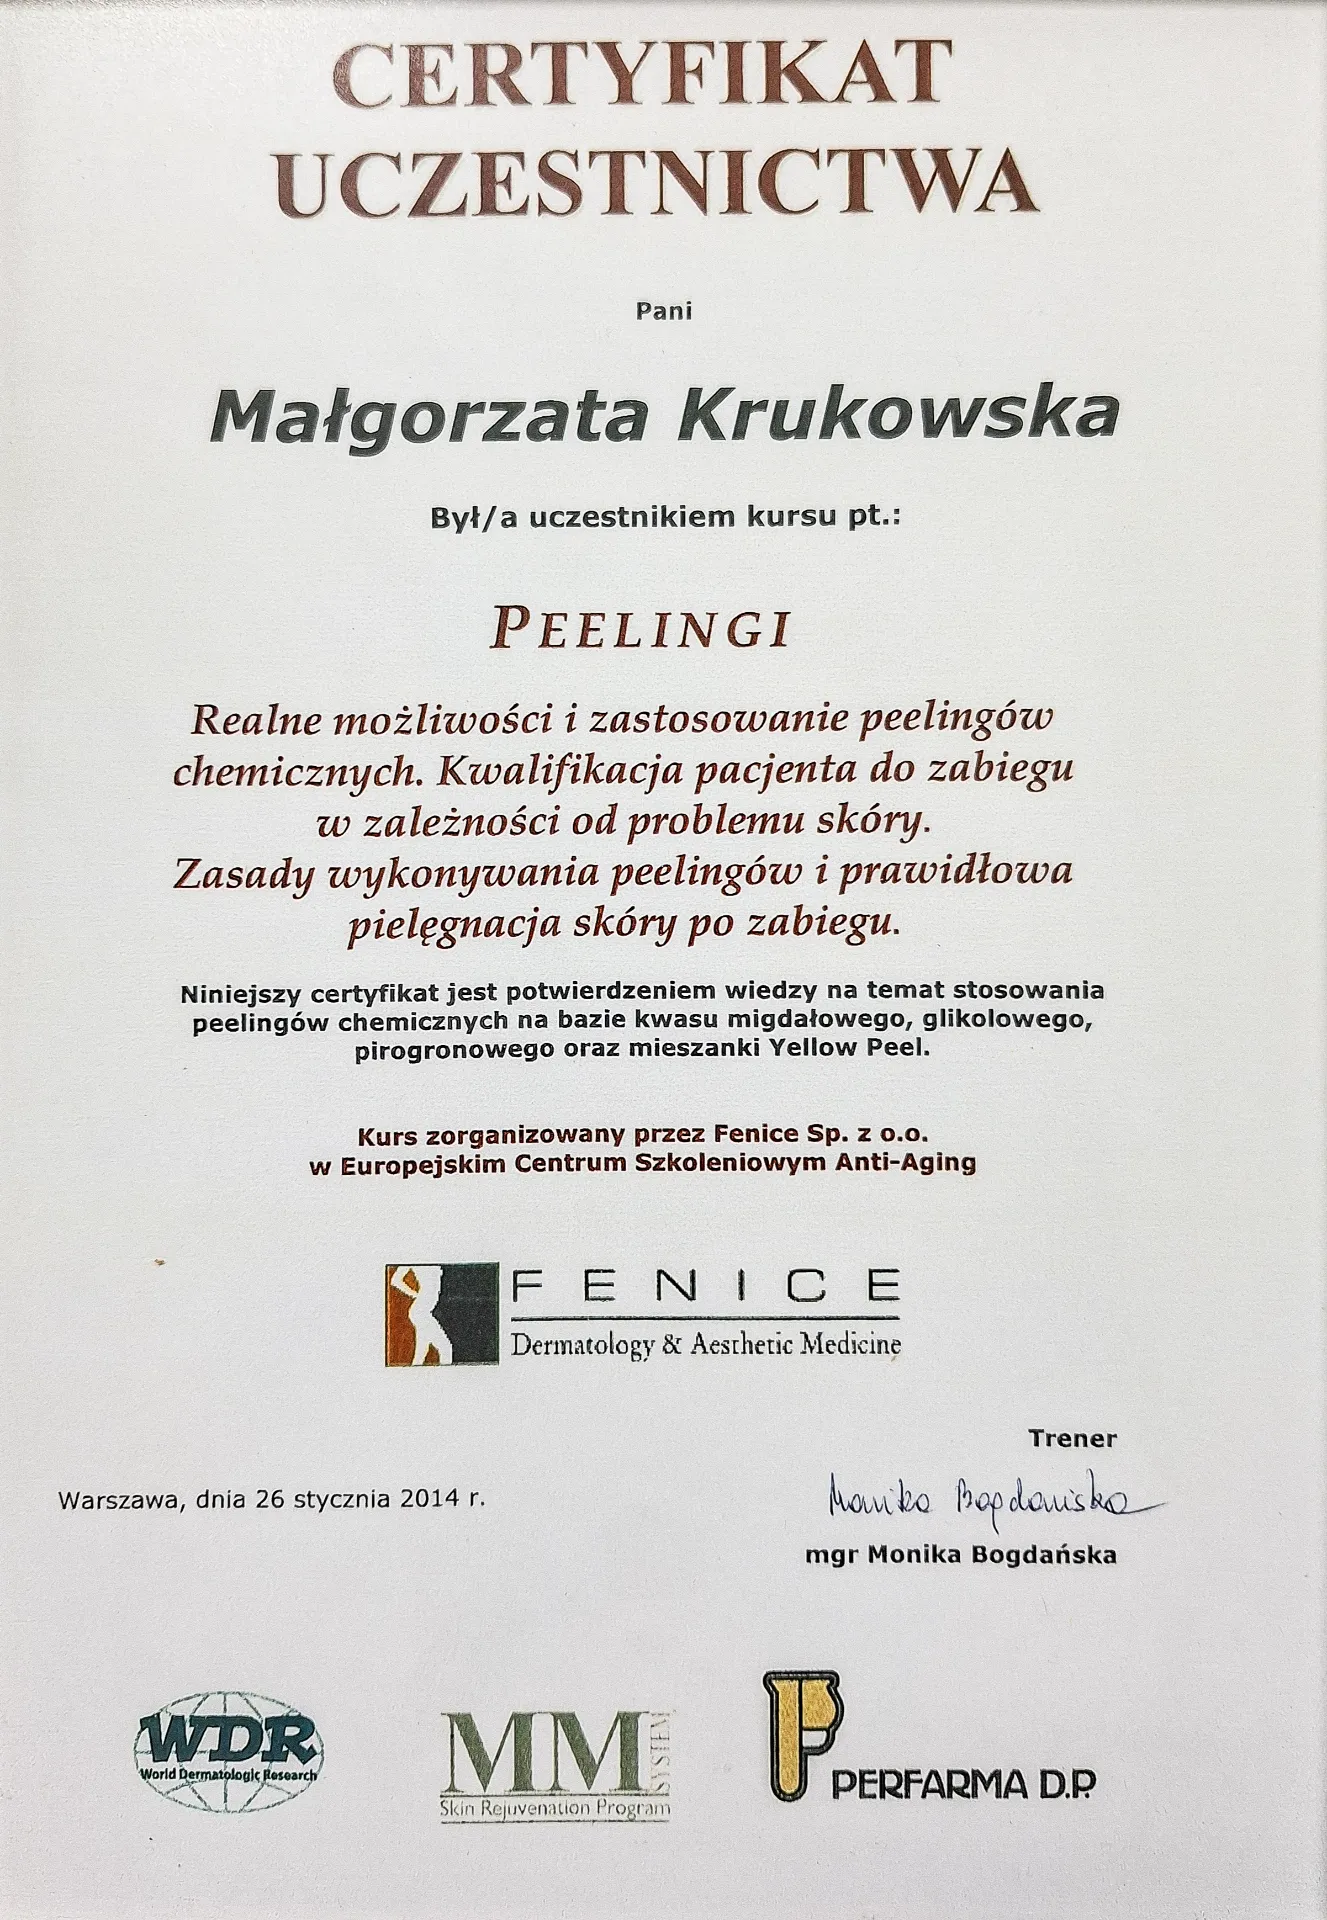 CERTYFIKAT
UCZESTNICTWA
Pani
Małgorzata Krukowska
Był/a uczestnikiem kursu pt.:
PEELINGI
Realne możliwości i zastosowanie peelingów
chemicznych. Kwalifikacja pacjenta do zabiegu
w zależności od problemu skóry.
Zasady wykonywania peelingów i prawidłowa
pielęgnacja skóry po zabiegu.
Niniejszy certyfikat jest potwierdzeniem wiedzy na temat stosowania
peelingów chemicznych na bazie kwasu migdałowego, glikolowego,
pirogronowego oraz mieszanki Yellow Peel.
Kurs zorganizowany przez Fenice Sp. z o.o.
w Europejskim Centrum Szkoleniowym Anti-Aging
FENICE
Dermatology & Aesthetic Medicine
Trener
Warszawa, dnia 26 stycznia 2014 r.
Monika Bogdańska
mgr Monika Bogdańska
WDR
World Dermatologic Research
MM SYSTEM
Skin Rejuvenation Program
PERFARMA D.P.